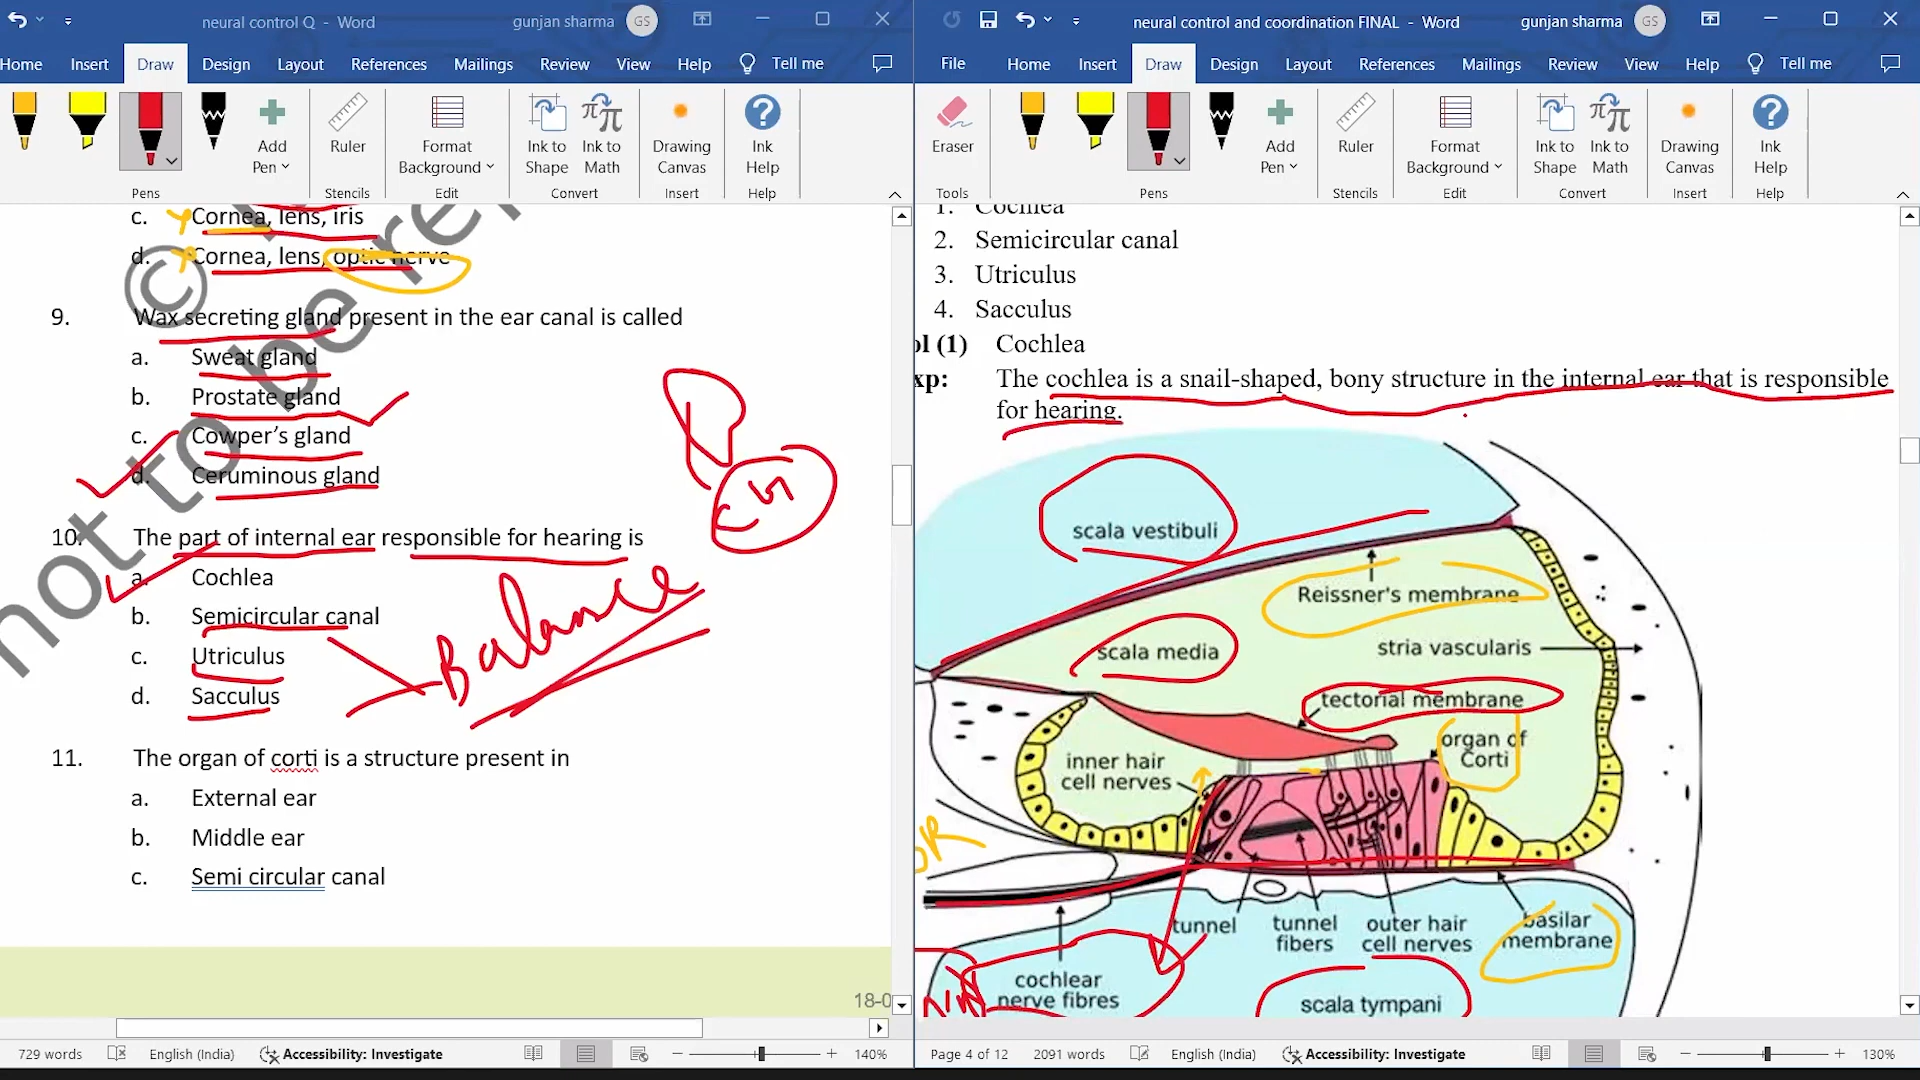 neural control Q - Word
gunjan sharma
GS
Home Insert Draw Design Layout References Mailings Review View Help Tell me
Add Pen
Ruler
Format Background
Ink to Shape
Ink to Math
Drawing Canvas
Ink Help
Pens
Stencils
Edit
Convert
Insert
Help
c. Cornea, lens, iris
d. Cornea, lens, optic nerve
9. Wax secreting gland present in the ear canal is called
a. Sweat gland
b. Prostate gland
c. Cowper's gland
d. Ceruminous gland
10. The part of internal ear responsible for hearing is
a. Cochlea
b. Semicircular canal
c. Utriculus
d. Sacculus
Balance
11. The organ of corti is a structure present in
a. External ear
b. Middle ear
c. Semi circular canal
© not to be
18-0
729 words English (India) Accessibility: Investigate 140%
neural control and coordination FINAL - Word
gunjan sharma
GS
File Home Insert Draw Design Layout References Mailings Review View Help Tell me
Eraser
Add Pen
Ruler
Format Background
Ink to Shape
Ink to Math
Drawing Canvas
Ink Help
Tools
Pens
Stencils
Edit
Convert
Insert
Help
1. Cochlea
2. Semicircular canal
3. Utriculus
4. Sacculus
ol (1) Cochlea
xp: The cochlea is a snail-shaped, bony structure in the internal ear that is responsible
for hearing.
scala vestibuli
Reissner's membrane
scala media
stria vascularis
tectorial membrane
organ of
Corti
inner hair
cell nerves
tunnel
tunnel
fibers
outer hair
cell nerves
basilar
membrane
cochlear
nerve fibres
scala tympani
Page 4 of 12 2091 words English (India) Accessibility: Investigate 130%